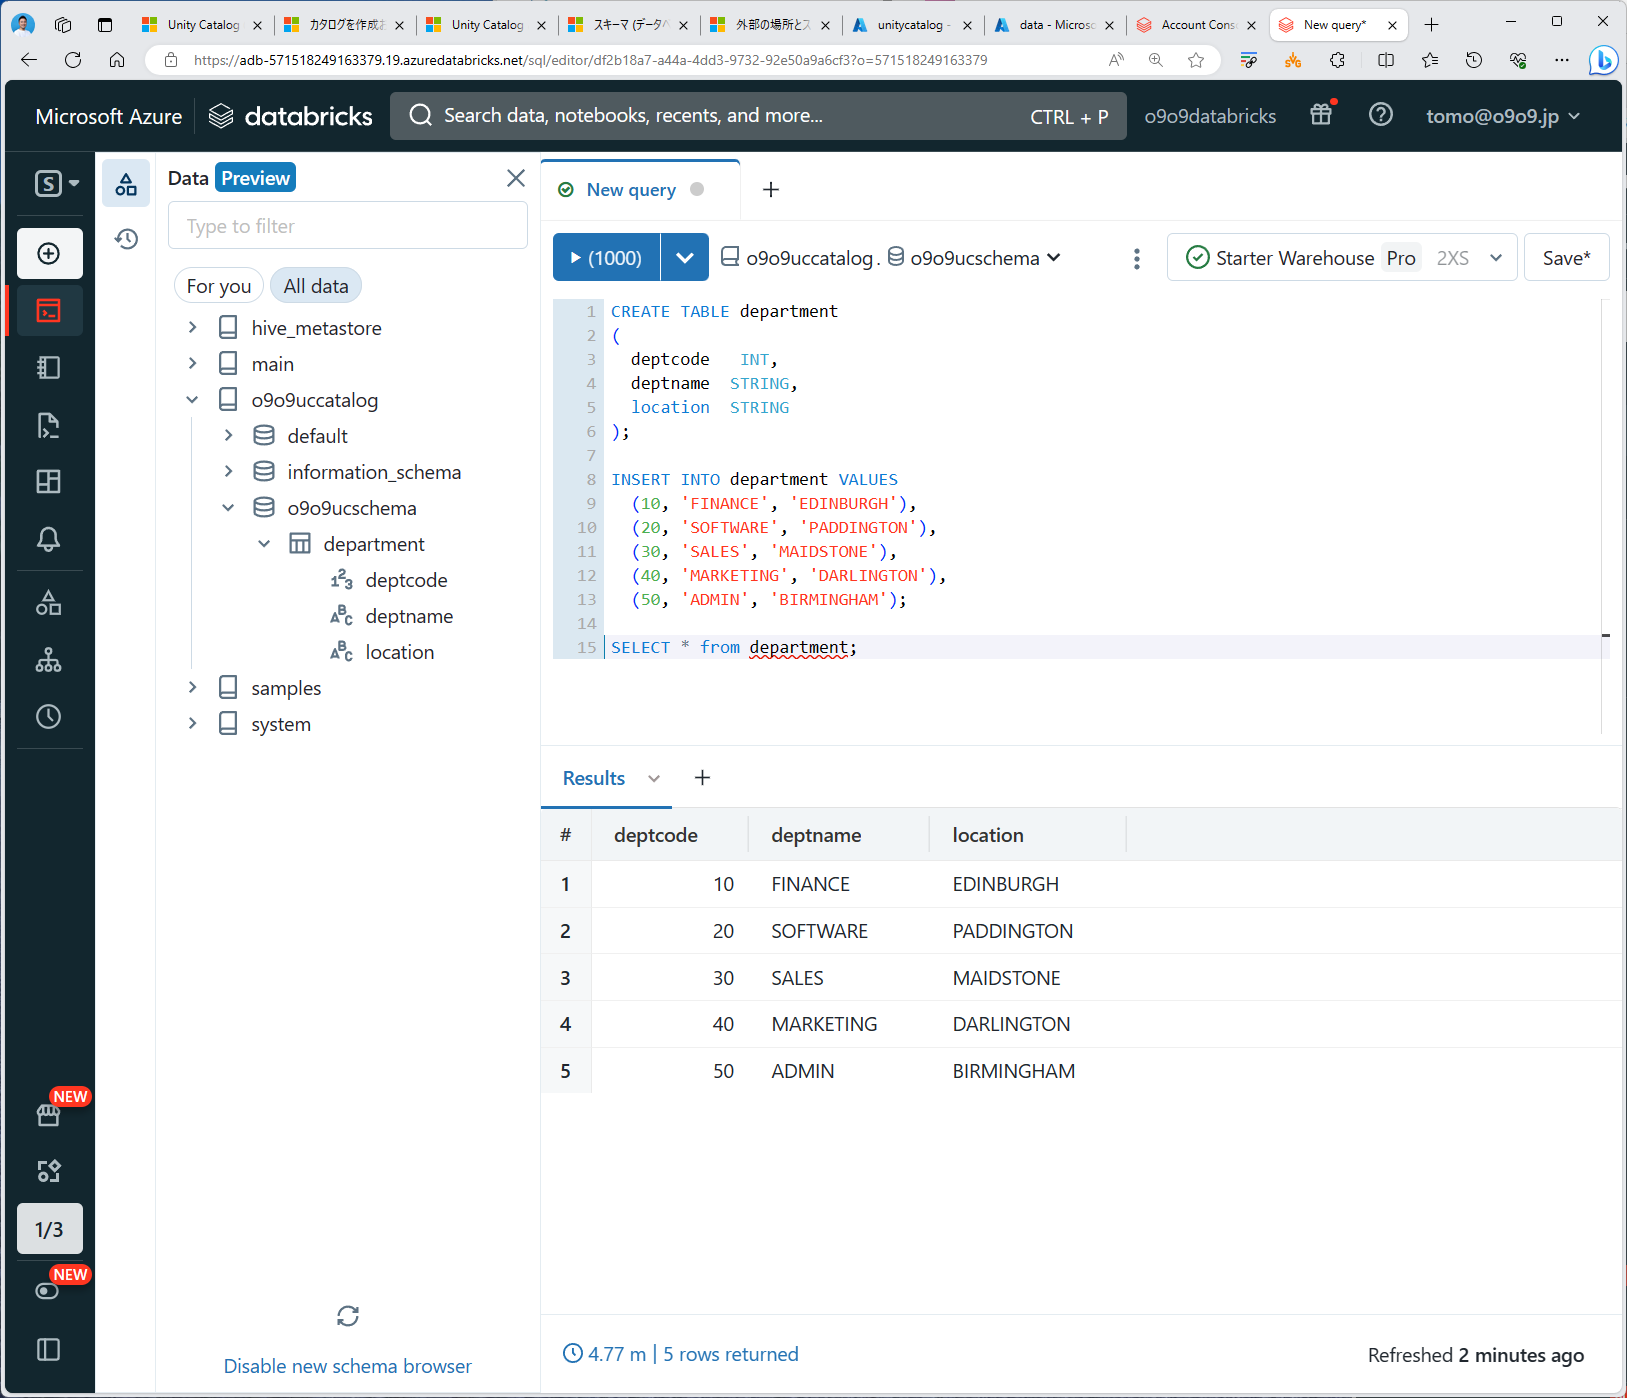 Unity Catalog
カタログを作成お
Unity Catalog
スキーマ (データベ
外部の場所とス
unitycatalog -
data - Microso
Account Cons
New query*
https://adb-571518249163379.19.azuredatabricks.net/sql/editor/df2b18a7-a44a-4dd3-9732-92e50a9a6cf3?o=571518249163379
Microsoft Azure
databricks
Search data, notebooks, recents, and more...
CTRL + P
o9o9databricks
tomo@o9o9.jp
S
Data Preview
Type to filter
For you
All data
hive_metastore
main
o9o9uccatalog
default
information_schema
o9o9ucschema
department
deptcode
deptname
location
samples
system
NEW
1/3
NEW
Disable new schema browser
New query
(1000)
o9o9uccatalog . o9o9ucschema
Starter Warehouse Pro 2XS
Save*
1 CREATE TABLE department
2 (
3 deptcode   INT,
4 deptname  STRING,
5 location  STRING
6 );
7
8 INSERT INTO department VALUES
9 (10, 'FINANCE', 'EDINBURGH'),
10 (20, 'SOFTWARE', 'PADDINGTON'),
11 (30, 'SALES', 'MAIDSTONE'),
12 (40, 'MARKETING', 'DARLINGTON'),
13 (50, 'ADMIN', 'BIRMINGHAM');
14
15 SELECT * from department;
Results
# deptcode deptname location
1 10 FINANCE EDINBURGH
2 20 SOFTWARE PADDINGTON
3 30 SALES MAIDSTONE
4 40 MARKETING DARLINGTON
5 50 ADMIN BIRMINGHAM
4.77 m | 5 rows returned
Refreshed 2 minutes ago